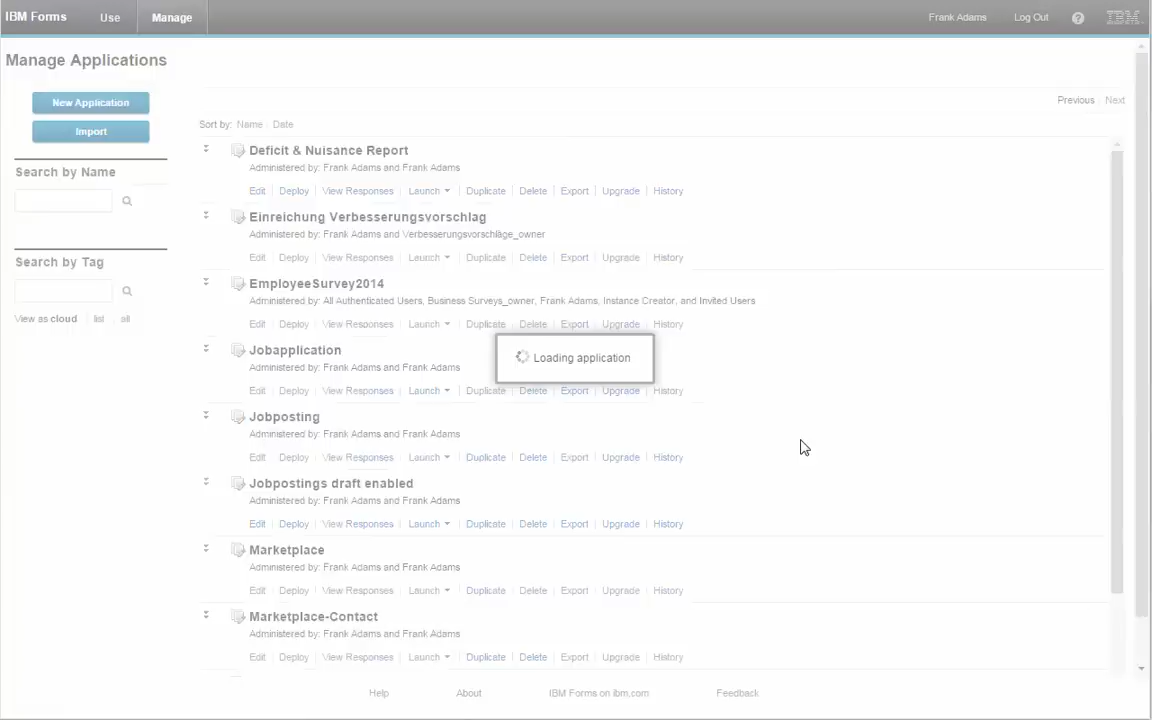 IBM Forms Use Manage Frank Adams Log Out ? IBM
Manage Applications
New Application
Import
Search by Name
Search by Tag
View as cloud | list | all
Previous | Next
Sort by: Name | Date
Deficit & Nuisance Report
Administered by: Frank Adams and Frank Adams
Edit | Deploy | View Responses | Launch | Duplicate | Delete | Export | Upgrade | History
Einreichung Verbesserungsvorschlag
Administered by: Frank Adams and Verbesserungsvorschläge_owner
Edit | Deploy | View Responses | Launch | Duplicate | Delete | Export | Upgrade | History
EmployeeSurvey2014
Administered by: All Authenticated Users, Business Surveys_owner, Frank Adams, Instance Creator, and Invited Users
Edit | Deploy | View Responses | Launch | Duplicate | Delete | Export | Upgrade | History
Loading application
Jobapplication
Administered by: Frank Adams and Frank Adams
Edit | Deploy | View Responses | Launch | Duplicate | Delete | Export | Upgrade | History
Jobposting
Administered by: Frank Adams and Frank Adams
Edit | Deploy | View Responses | Launch | Duplicate | Delete | Export | Upgrade | History
Jobpostings draft enabled
Administered by: Frank Adams and Frank Adams
Edit | Deploy | View Responses | Launch | Duplicate | Delete | Export | Upgrade | History
Marketplace
Administered by: Frank Adams and Frank Adams
Edit | Deploy | View Responses | Launch | Duplicate | Delete | Export | Upgrade | History
Marketplace-Contact
Administered by: Frank Adams and Frank Adams
Edit | Deploy | View Responses | Launch | Duplicate | Delete | Export | Upgrade | History
Help About IBM Forms on ibm.com Feedback